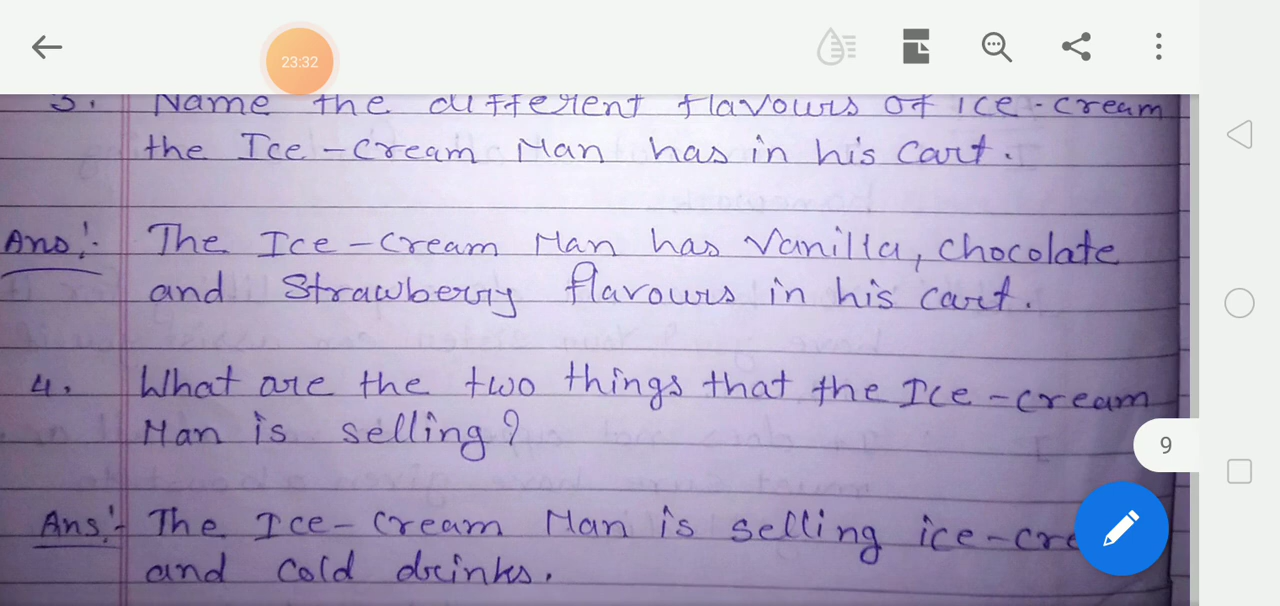 23:32
3. Name the different flavours of ice-cream
the Ice-Cream Man has in his cart.
Ans:- The Ice-Cream Man has Vanilla, chocolate
and Strawberry flavours in his cart.
4. What are the two things that the Ice-cream
Man is selling?
9
Ans:- The Ice-Cream Man is selling ice-cre
and cold drinks.